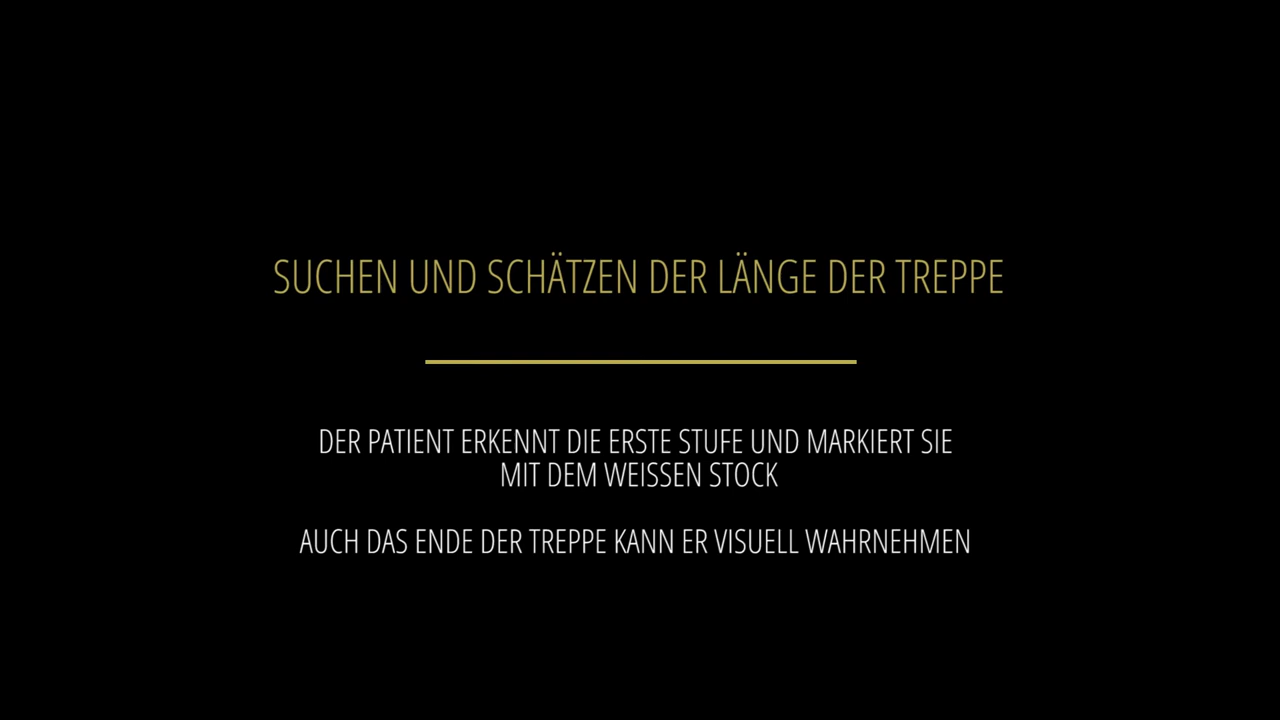 SUCHEN UND SCHÄTZEN DER LÄNGE DER TREPPE
DER PATIENT ERKENNT DIE ERSTE STUFE UND MARKIERT SIE
MIT DEM WEISSEN STOCK
AUCH DAS ENDE DER TREPPE KANN ER VISUELL WAHRNEHMEN